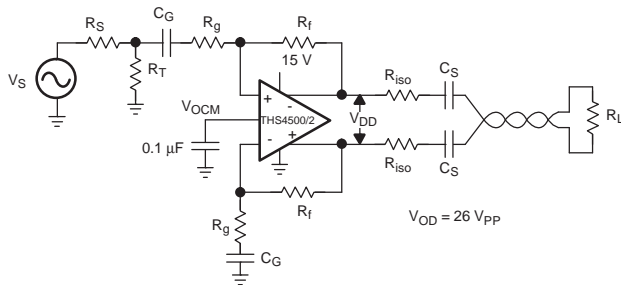 C_G
R_g
R_f
R_S
15 V
V_S
R_T
R_iso
C_S
V_OCM
+
-
THS4500/2
V_DD
R_L
-
+
0.1 µF
R_iso
C_S
R_f
R_g
V_OD = 26 V_PP
C_G